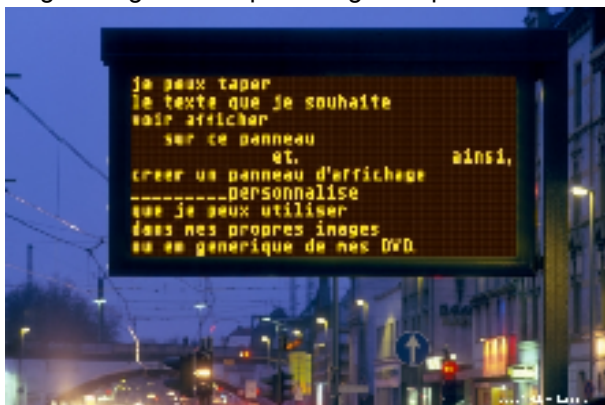 je peux taper
le texte que je souhaite
voir afficher
sur ce panneau
et, ainsi,
creer un panneau d'affichage
_________personnalise
que je peux utiliser
dans mes propres images
ou en generique de mes DVD